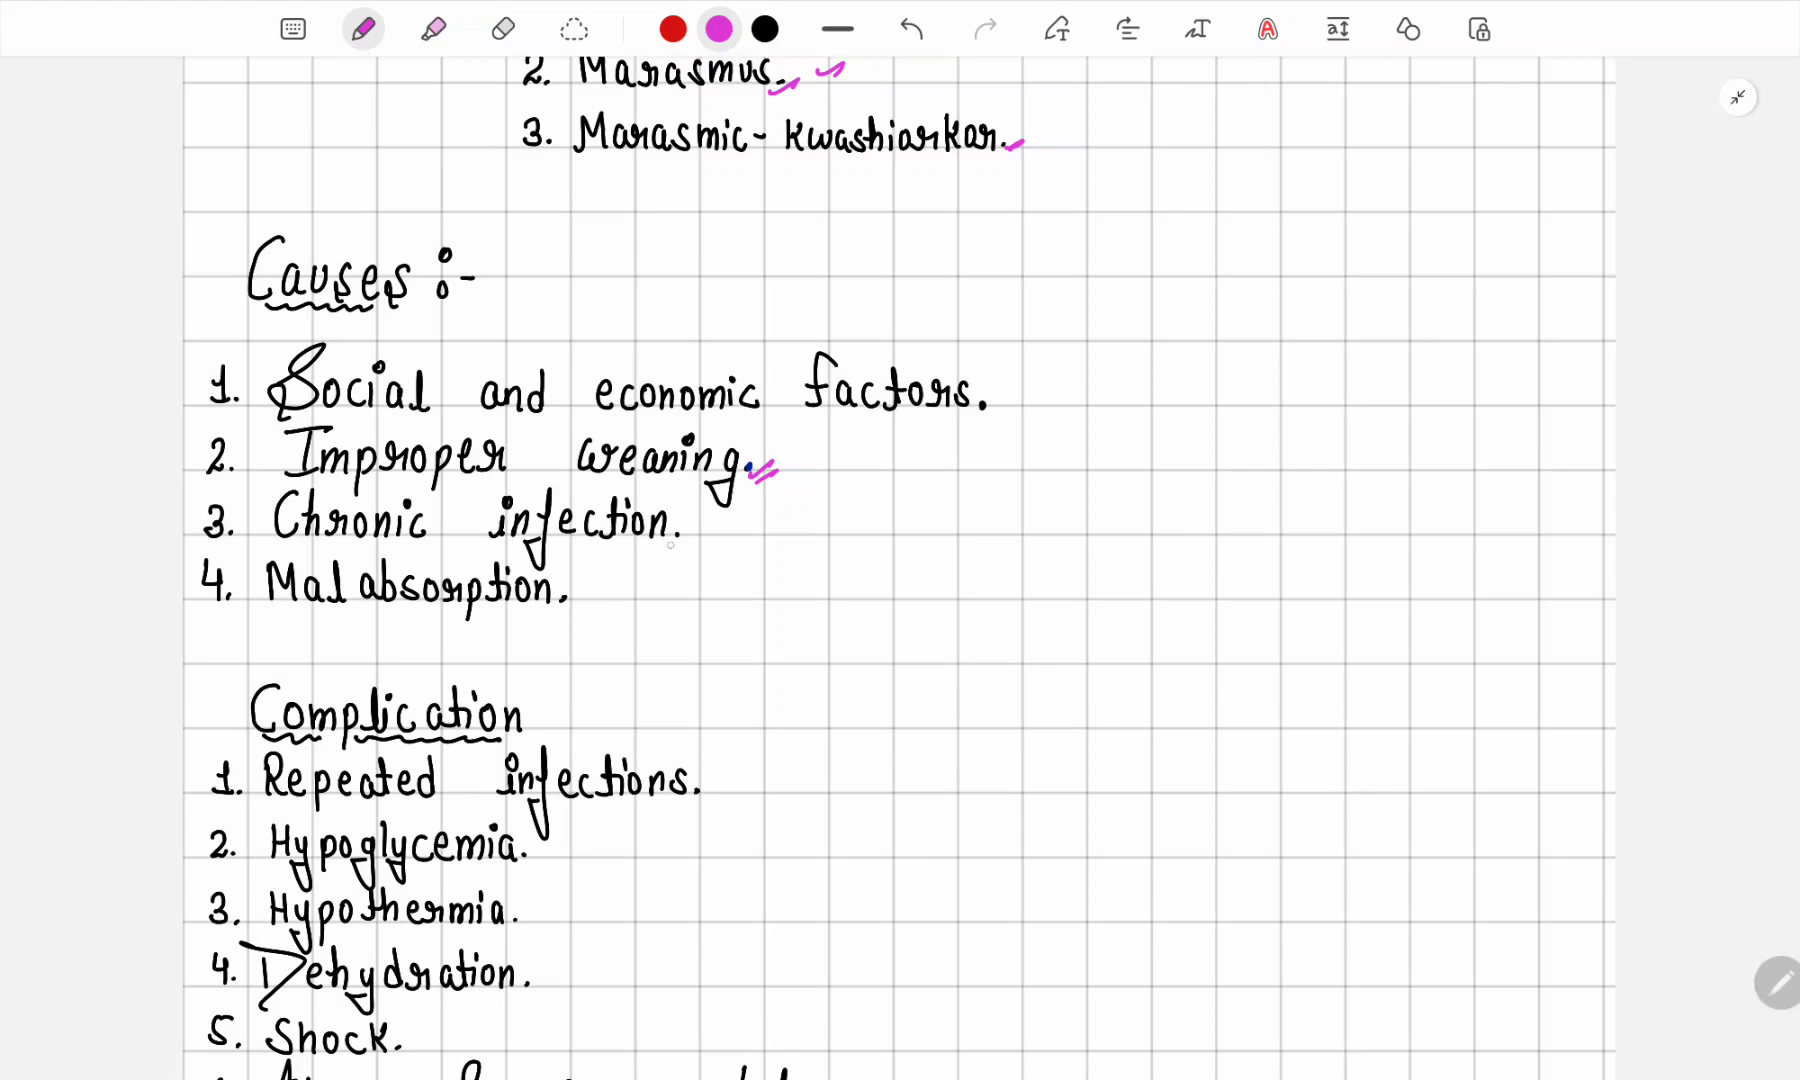 2. Marasmus.
3. Marasmic - Kwashiorkor.
Causes :-
1. Social and economic factors.
2. Improper weaning.
3. Chronic infection.
4. Malabsorption.
Complication
1. Repeated infections.
2. Hypoglycemia.
3. Hypothermia.
4. Dehydration.
5. Shock.